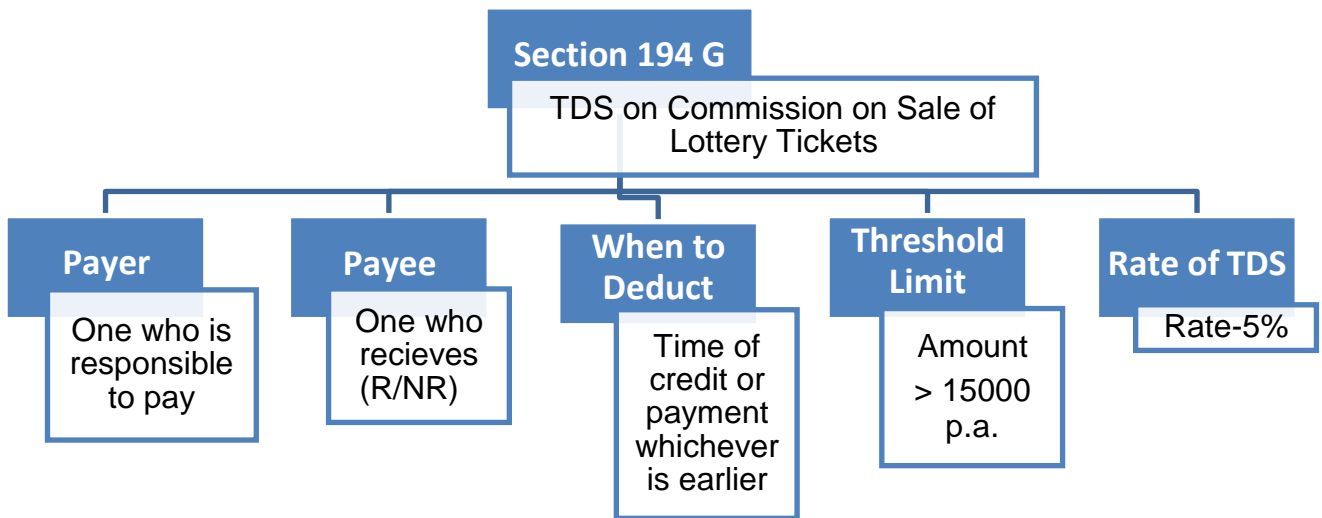 Section 194 G
TDS on Commission on Sale of
Lottery Tickets
Payer
One who is
responsible
to pay
Payee
One who
recieves
(R/NR)
When to
Deduct
Time of
credit or
payment
whichever
is earlier
Threshold
Limit
Amount
> 15000
p.a.
Rate of TDS
Rate-5%